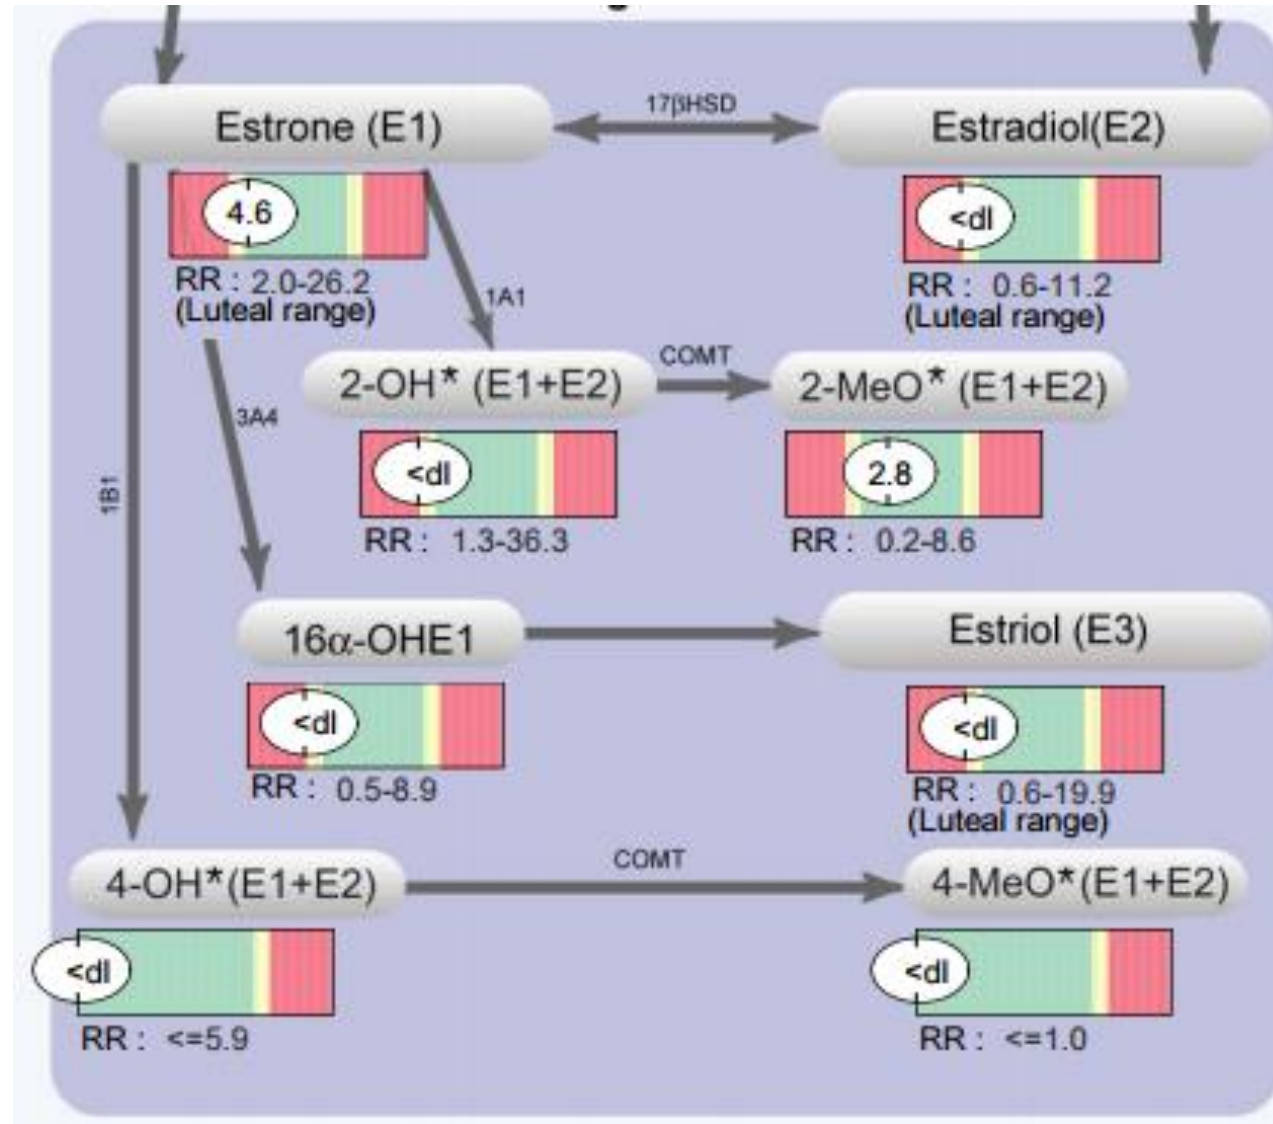 Estrone (E1)
17βHSD
Estradiol(E2)
4.6
<dl
RR : 2.0-26.2
(Luteal range)
RR : 0.6-11.2
(Luteal range)
1A1
2-OH* (E1+E2)
COMT
2-MeO* (E1+E2)
3A4
<dl
2.8
1B1
RR : 1.3-36.3
RR : 0.2-8.6
16α-OHE1
Estriol (E3)
<dl
<dl
RR : 0.5-8.9
RR : 0.6-19.9
(Luteal range)
4-OH*(E1+E2)
COMT
4-MeO*(E1+E2)
<dl
<dl
RR : <=5.9
RR : <=1.0